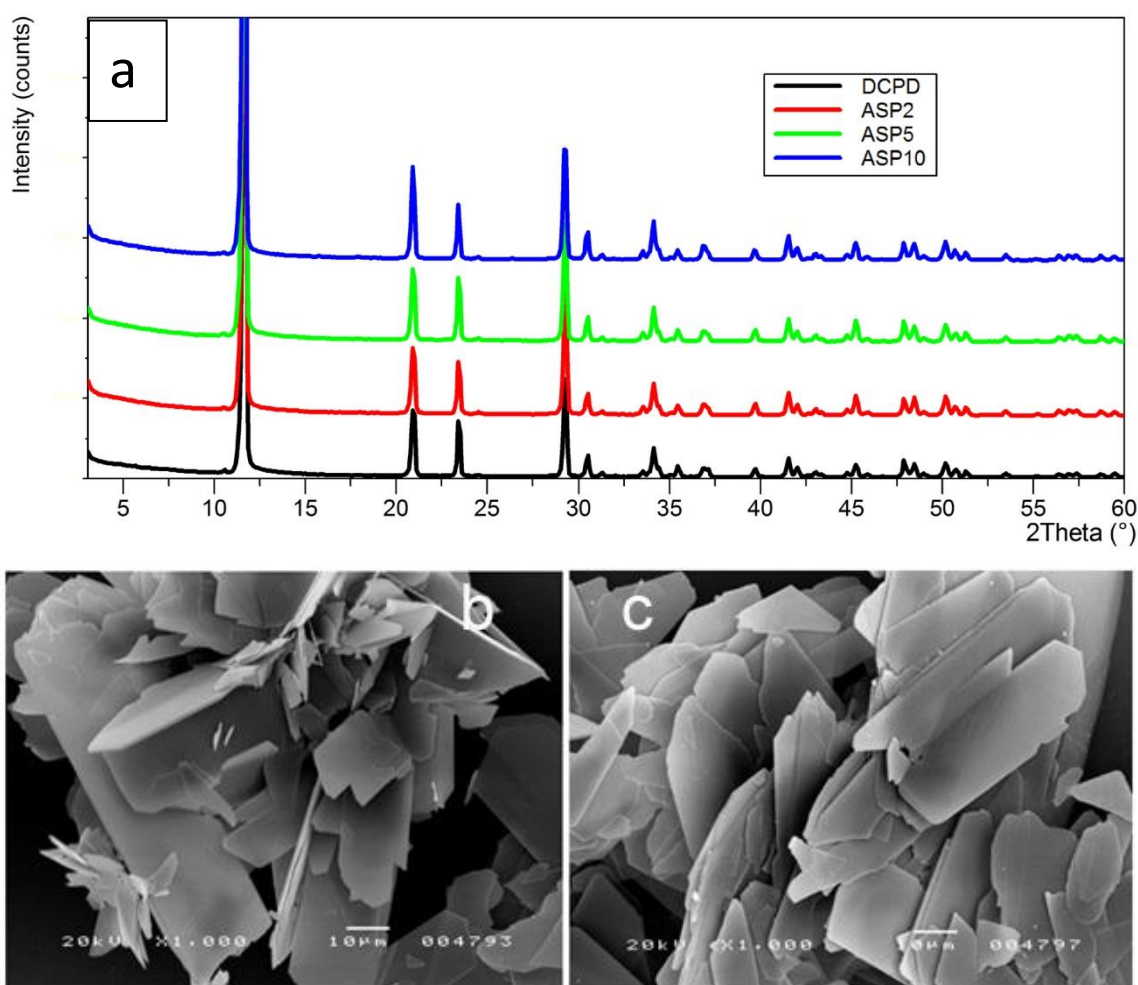 Intensity (counts)
a
DCPD
ASP2
ASP5
ASP10
5 10 15 20 25 30 35 40 45 50 55 60
2Theta (°)
b
20kV X1,000 10µm 004793
c
20kV X1,000 10µm 004797